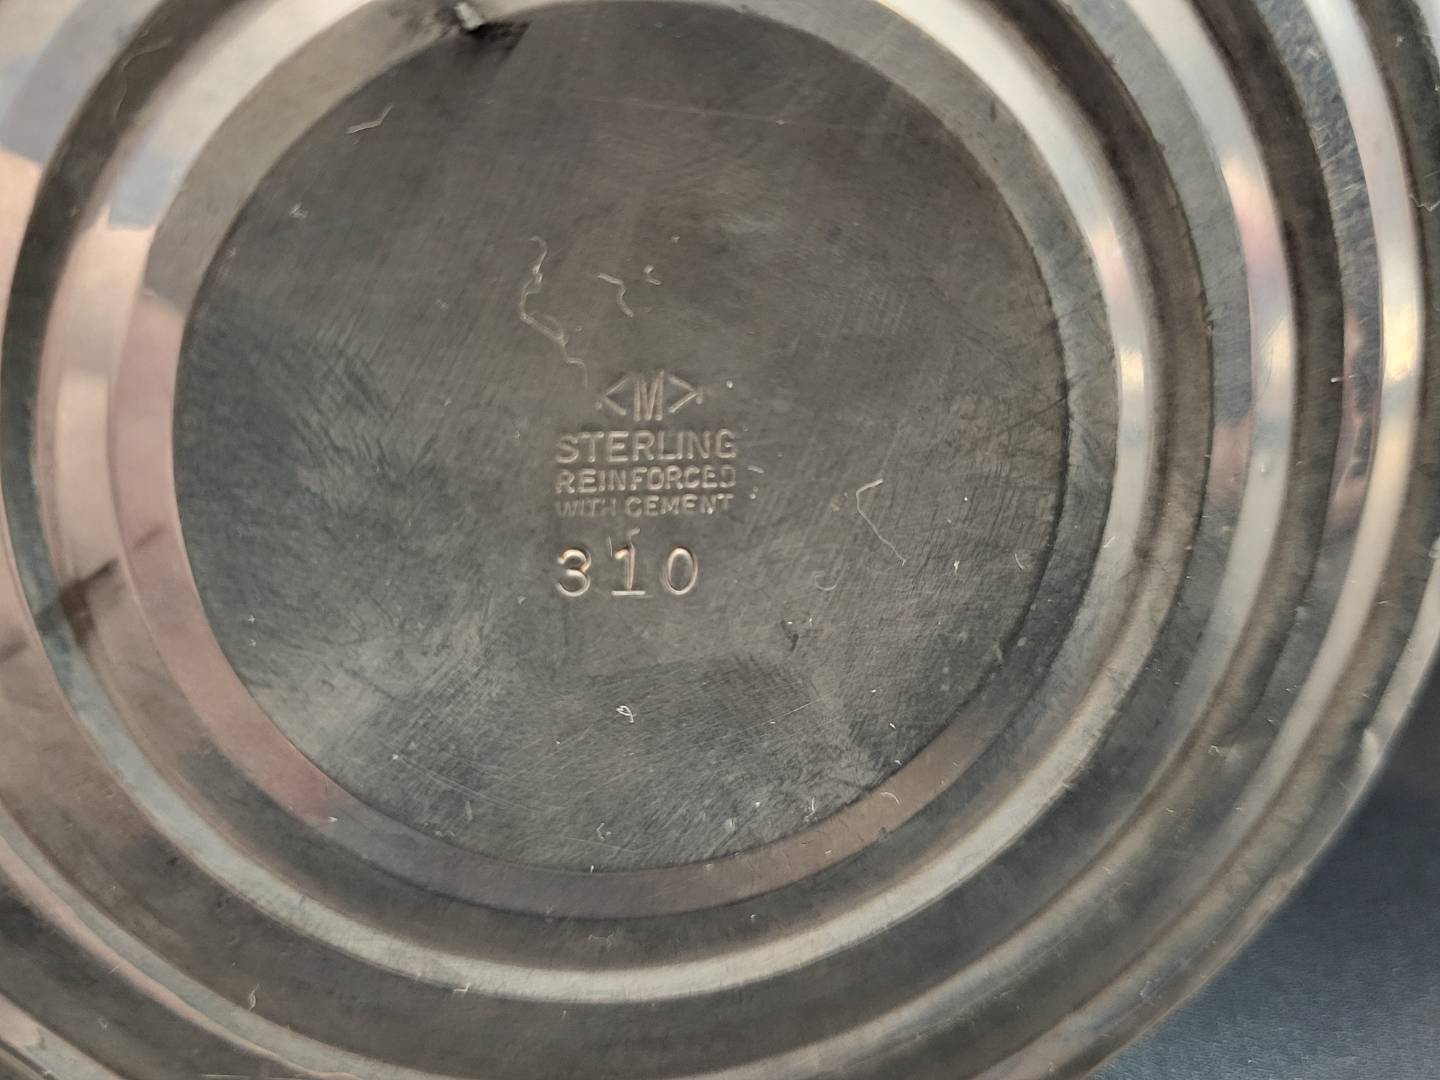 <M>
STERLING
REINFORCED
WITH CEMENT
310